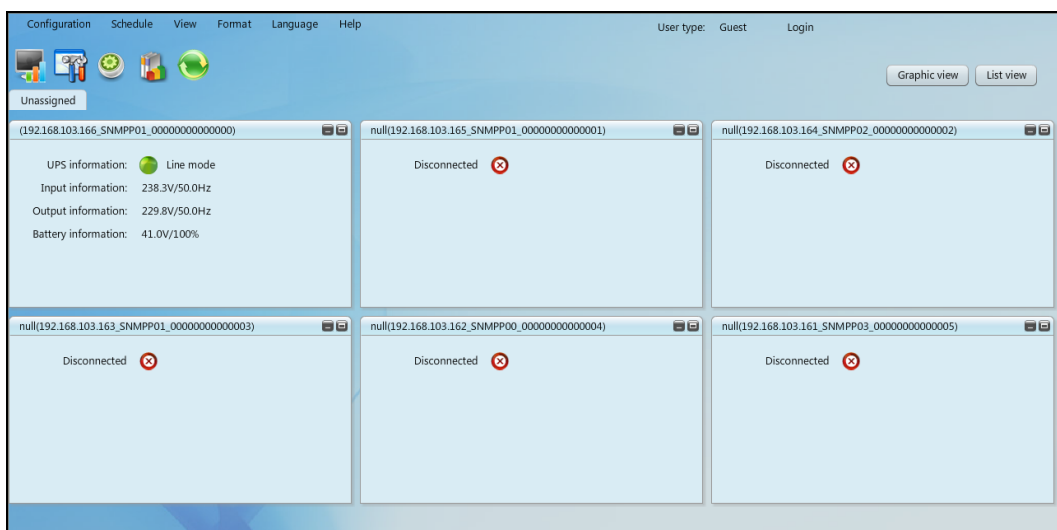 Configuration Schedule View Format Language Help User type: Guest Login
Graphic view List view
Unassigned
(192.168.103.166_SNMPP01_00000000000000)
UPS information: Line mode
Input information: 238.3V/50.0Hz
Output information: 229.8V/50.0Hz
Battery information: 41.0V/100%
null(192.168.103.165_SNMPP01_00000000000001)
Disconnected
null(192.168.103.164_SNMPP02_00000000000002)
Disconnected
null(192.168.103.163_SNMPP01_00000000000003)
Disconnected
null(192.168.103.162_SNMPP00_00000000000004)
Disconnected
null(192.168.103.161_SNMPP03_00000000000005)
Disconnected